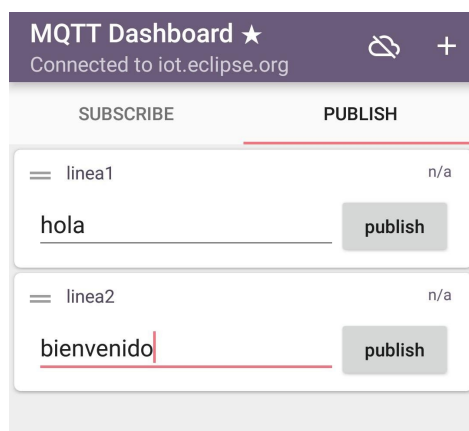 MQTT Dashboard ★
Connected to iot.eclipse.org
SUBSCRIBE PUBLISH
linea1 n/a
hola publish
linea2 n/a
bienvenido publish